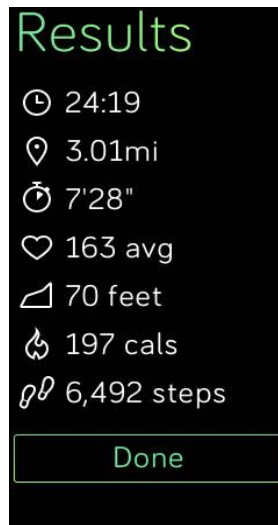 Results
24:19
3.01mi
7'28"
163 avg
70 feet
197 cals
6,492 steps
Done